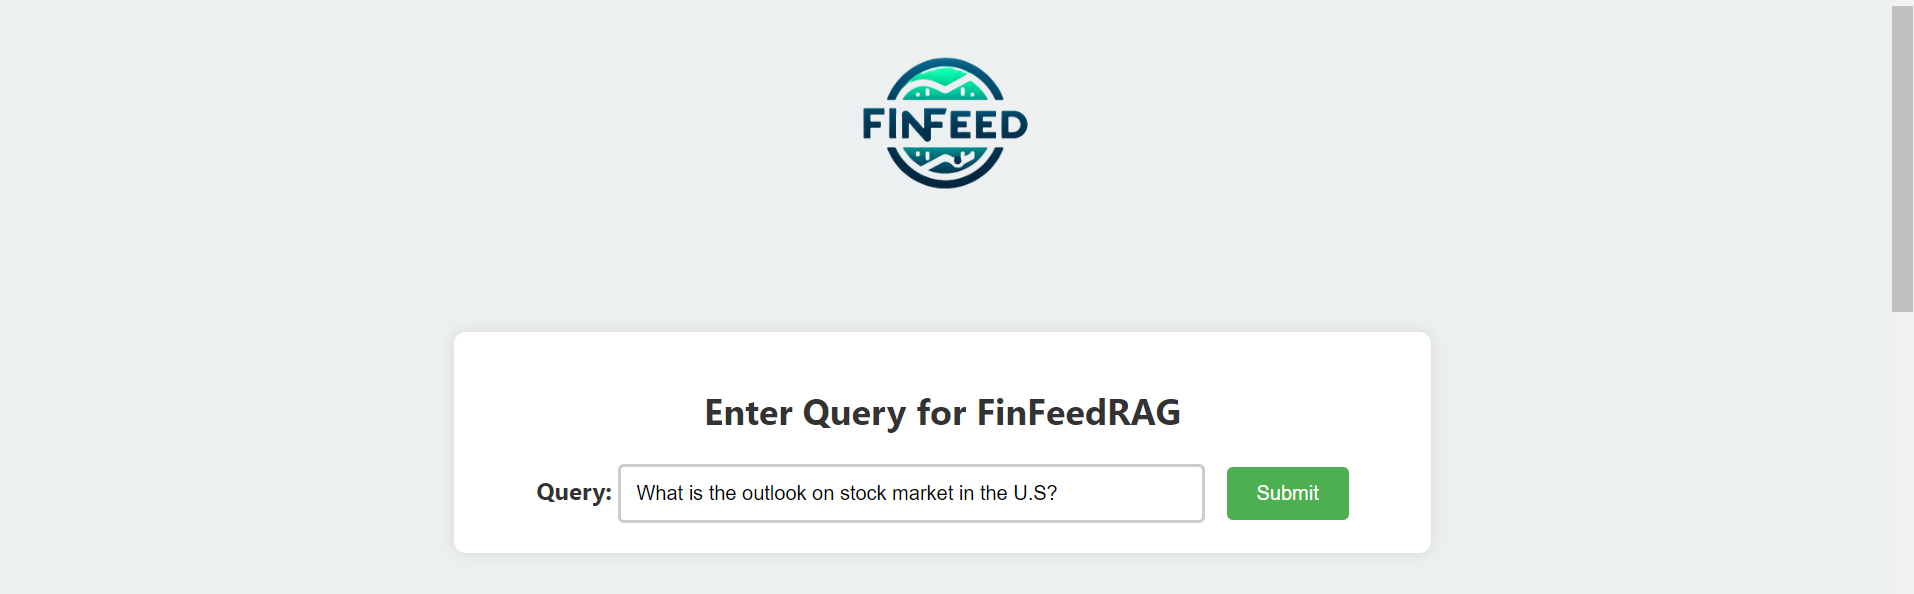 FINFEED
Enter Query for FinFeedRAG
Query: What is the outlook on stock market in the U.S? Submit